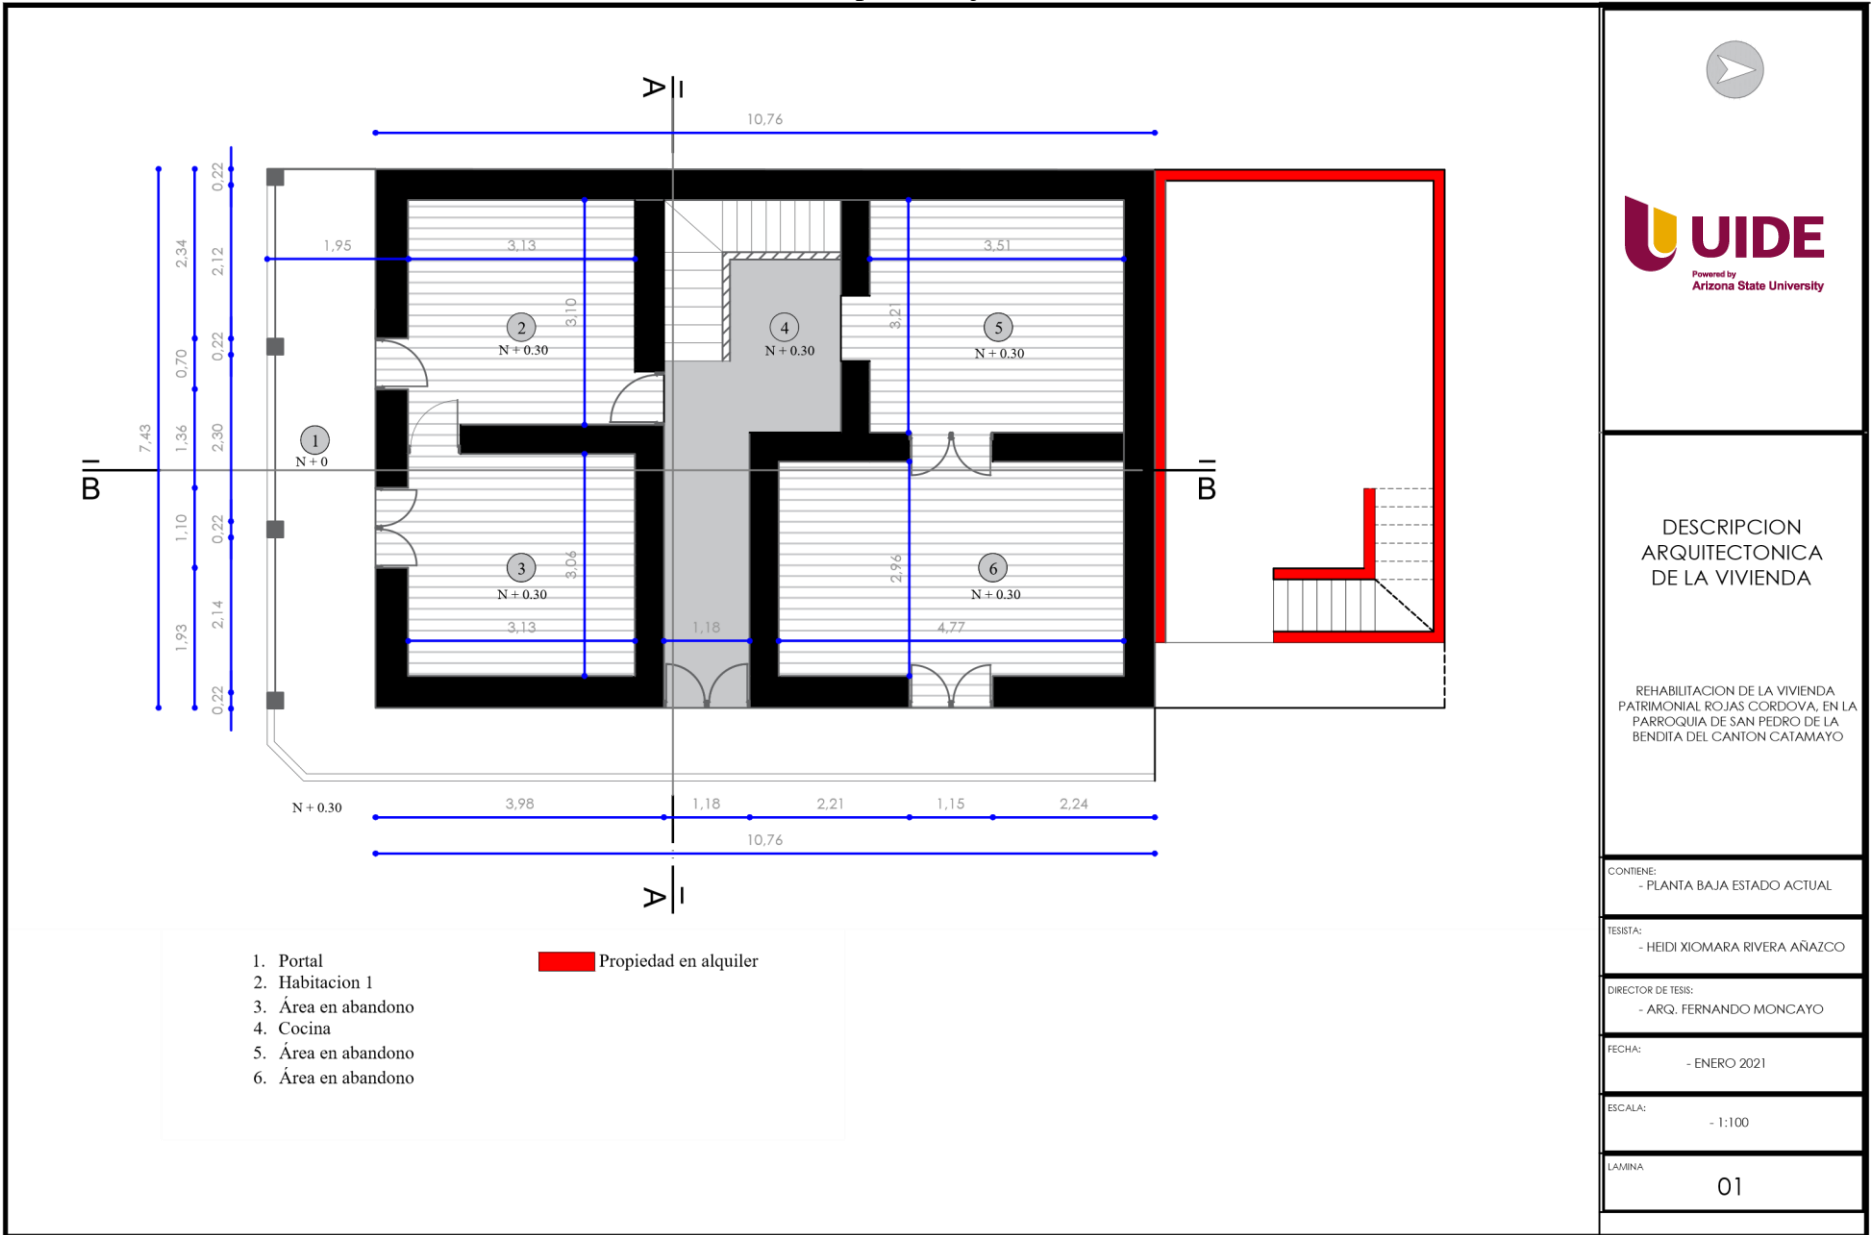 A
10,76
0,22
2,34
2,12
1,95
3,13
3,10
3,51
3,21
2
N + 0.30
4
N + 0.30
5
N + 0.30
0,22
0,70
7,43
1,36
2,30
1
N + 0
B
B
1,10
0,22
3
N + 0.30
3,06
2,96
6
N + 0.30
1,93
2,14
3,13
1,18
4,77
0,22
N + 0.30
3,98
1,18
2,21
1,15
2,24
10,76
A
1. Portal
2. Habitacion 1
3. Área en abandono
4. Cocina
5. Área en abandono
6. Área en abandono
Propiedad en alquiler
UIDE
Powered by
Arizona State University
DESCRIPCION
ARQUITECTONICA
DE LA VIVIENDA
REHABILITACION DE LA VIVIENDA
PATRIMONIAL ROJAS CORDOVA, EN LA
PARROQUIA DE SAN PEDRO DE LA
BENDITA DEL CANTON CATAMAYO
CONTIENE:
- PLANTA BAJA ESTADO ACTUAL
TESISTA:
- HEIDI XIOMARA RIVERA AÑAZCO
DIRECTOR DE TESIS:
- ARQ. FERNANDO MONCAYO
FECHA:
- ENERO 2021
ESCALA:
- 1:100
LAMINA
01